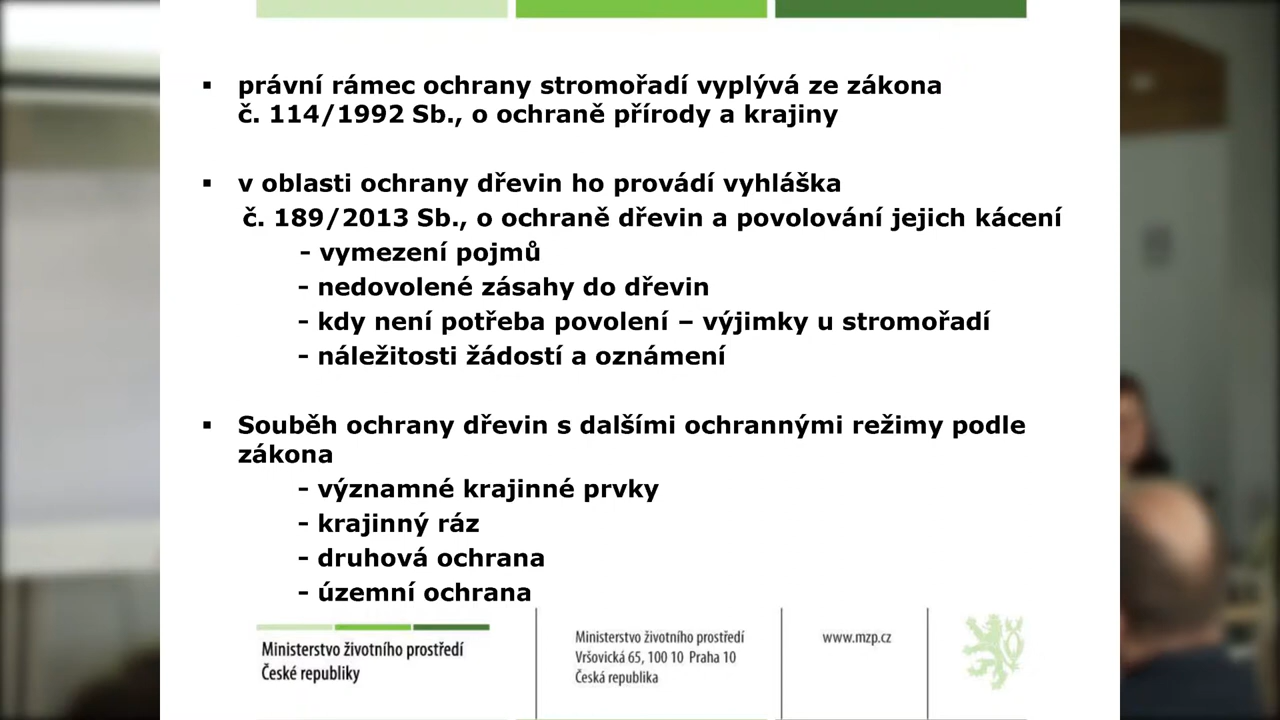 ▪ právní rámec ochrany stromořadí vyplývá ze zákona
č. 114/1992 Sb., o ochraně přírody a krajiny
▪ v oblasti ochrany dřevin ho provádí vyhláška
č. 189/2013 Sb., o ochraně dřevin a povolování jejich kácení
- vymezení pojmů
- nedovolené zásahy do dřevin
- kdy není potřeba povolení – výjimky u stromořadí
- náležitosti žádostí a oznámení
▪ Souběh ochrany dřevin s dalšími ochrannými režimy podle
zákona
- významné krajinné prvky
- krajinný ráz
- druhová ochrana
- územní ochrana
Ministerstvo životního prostředí
České republiky
Ministerstvo životního prostředí
Vršovická 65, 100 10 Praha 10
Česká republika
www.mzp.cz